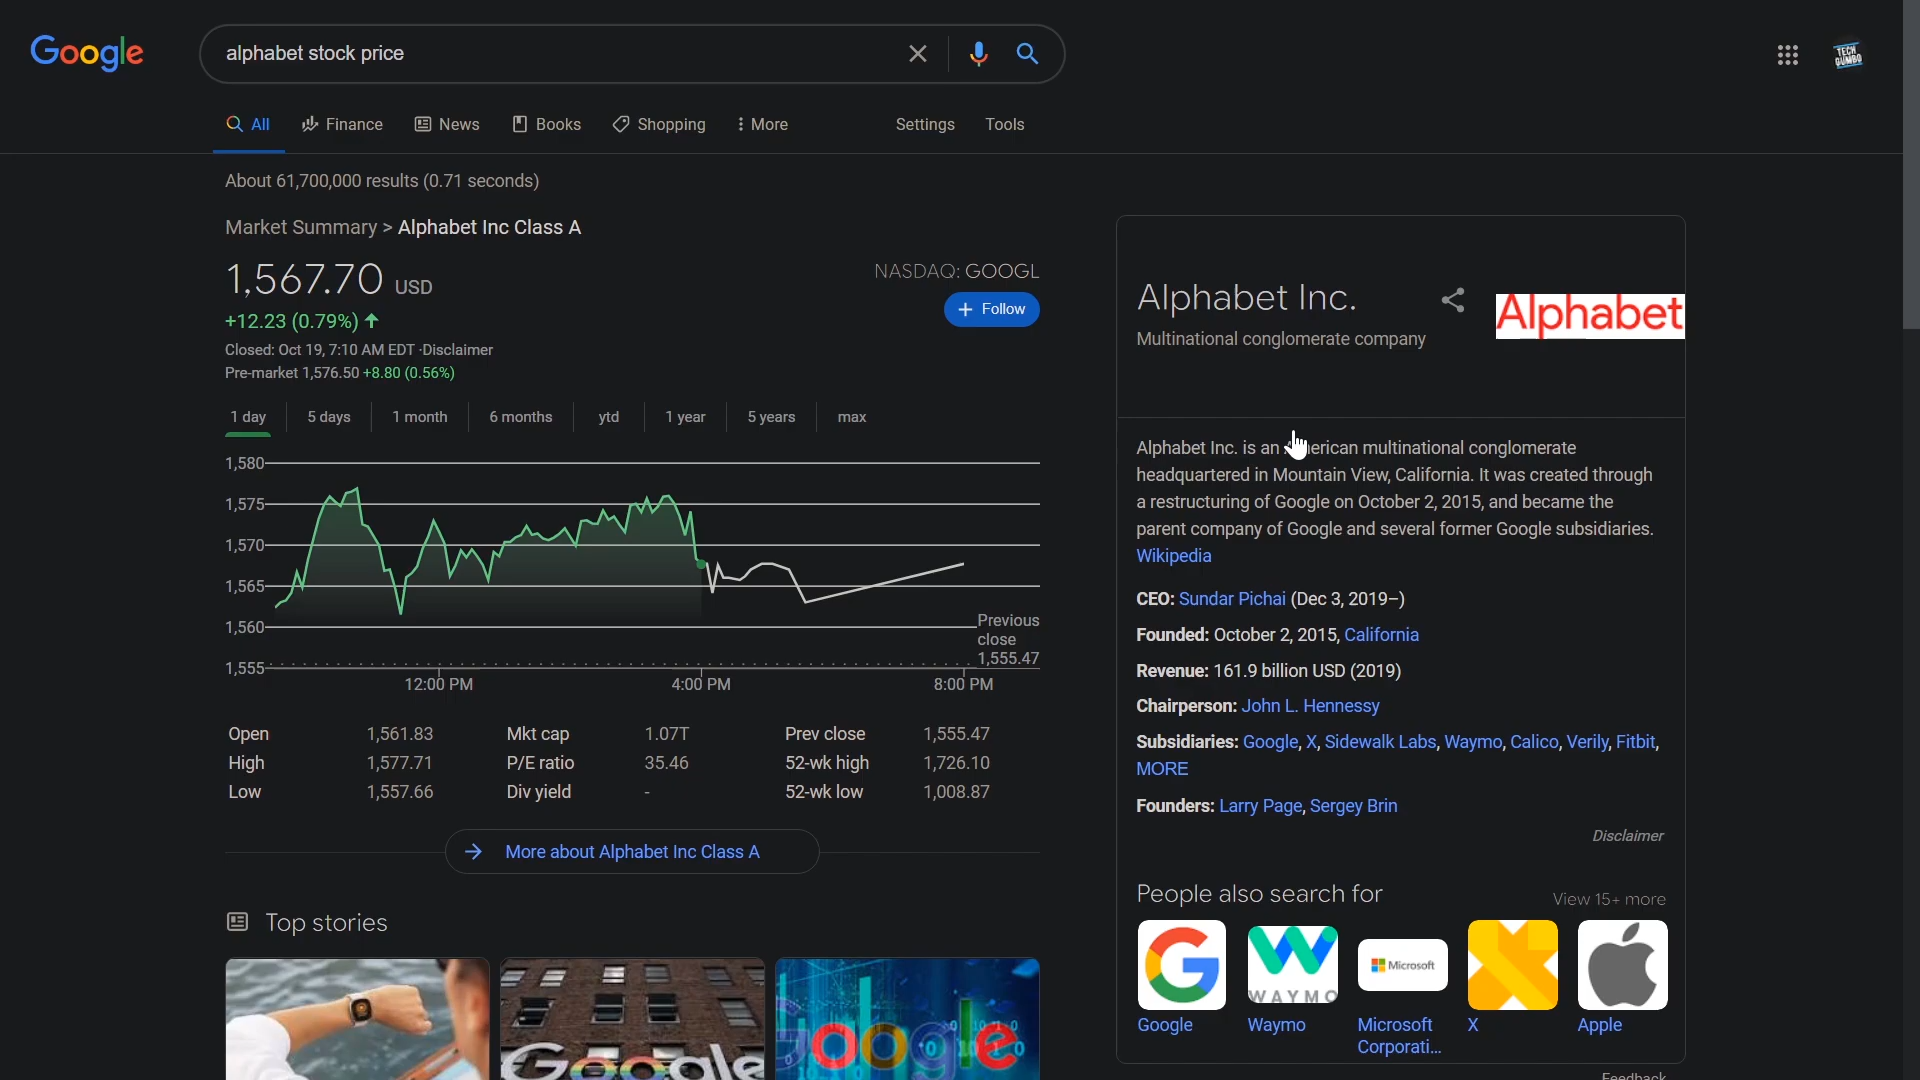 Google
alphabet stock price
TECH GUMBO
All Finance News Books Shopping More Settings Tools
About 61,700,000 results (0.71 seconds)
Market Summary > Alphabet Inc Class A
1,567.70 USD
NASDAQ: GOOGL
+12.23 (0.79%)
Follow
Closed: Oct 19, 7:10 AM EDT ·Disclaimer
Pre-market 1,576.50 +8.80 (0.56%)
1 day 5 days 1 month 6 months ytd 1 year 5 years max
1,580
1,575
1,570
1,565
1,560
1,555
Previous
close
1,555.47
12:00 PM 4:00 PM 8:00 PM
Open 1,561.83 Mkt cap 1.07T Prev close 1,555.47
High 1,577.71 P/E ratio 35.46 52-wk high 1,726.10
Low 1,557.66 Div yield - 52-wk low 1,008.87
More about Alphabet Inc Class A
Top stories
Google
Google
Alphabet Inc.
Multinational conglomerate company
Alphabet
Alphabet Inc. is an erican multinational conglomerate
headquartered in Mountain View, California. It was created through
a restructuring of Google on October 2, 2015, and became the
parent company of Google and several former Google subsidiaries.
Wikipedia
CEO: Sundar Pichai (Dec 3, 2019–)
Founded: October 2, 2015, California
Revenue: 161.9 billion USD (2019)
Chairperson: John L. Hennessy
Subsidiaries: Google, X, Sidewalk Labs, Waymo, Calico, Verily, Fitbit,
MORE
Founders: Larry Page, Sergey Brin
Disclaimer
People also search for View 15+ more
WAYMO
Microsoft
Google Waymo Microsoft Corporati... X Apple
Feedback